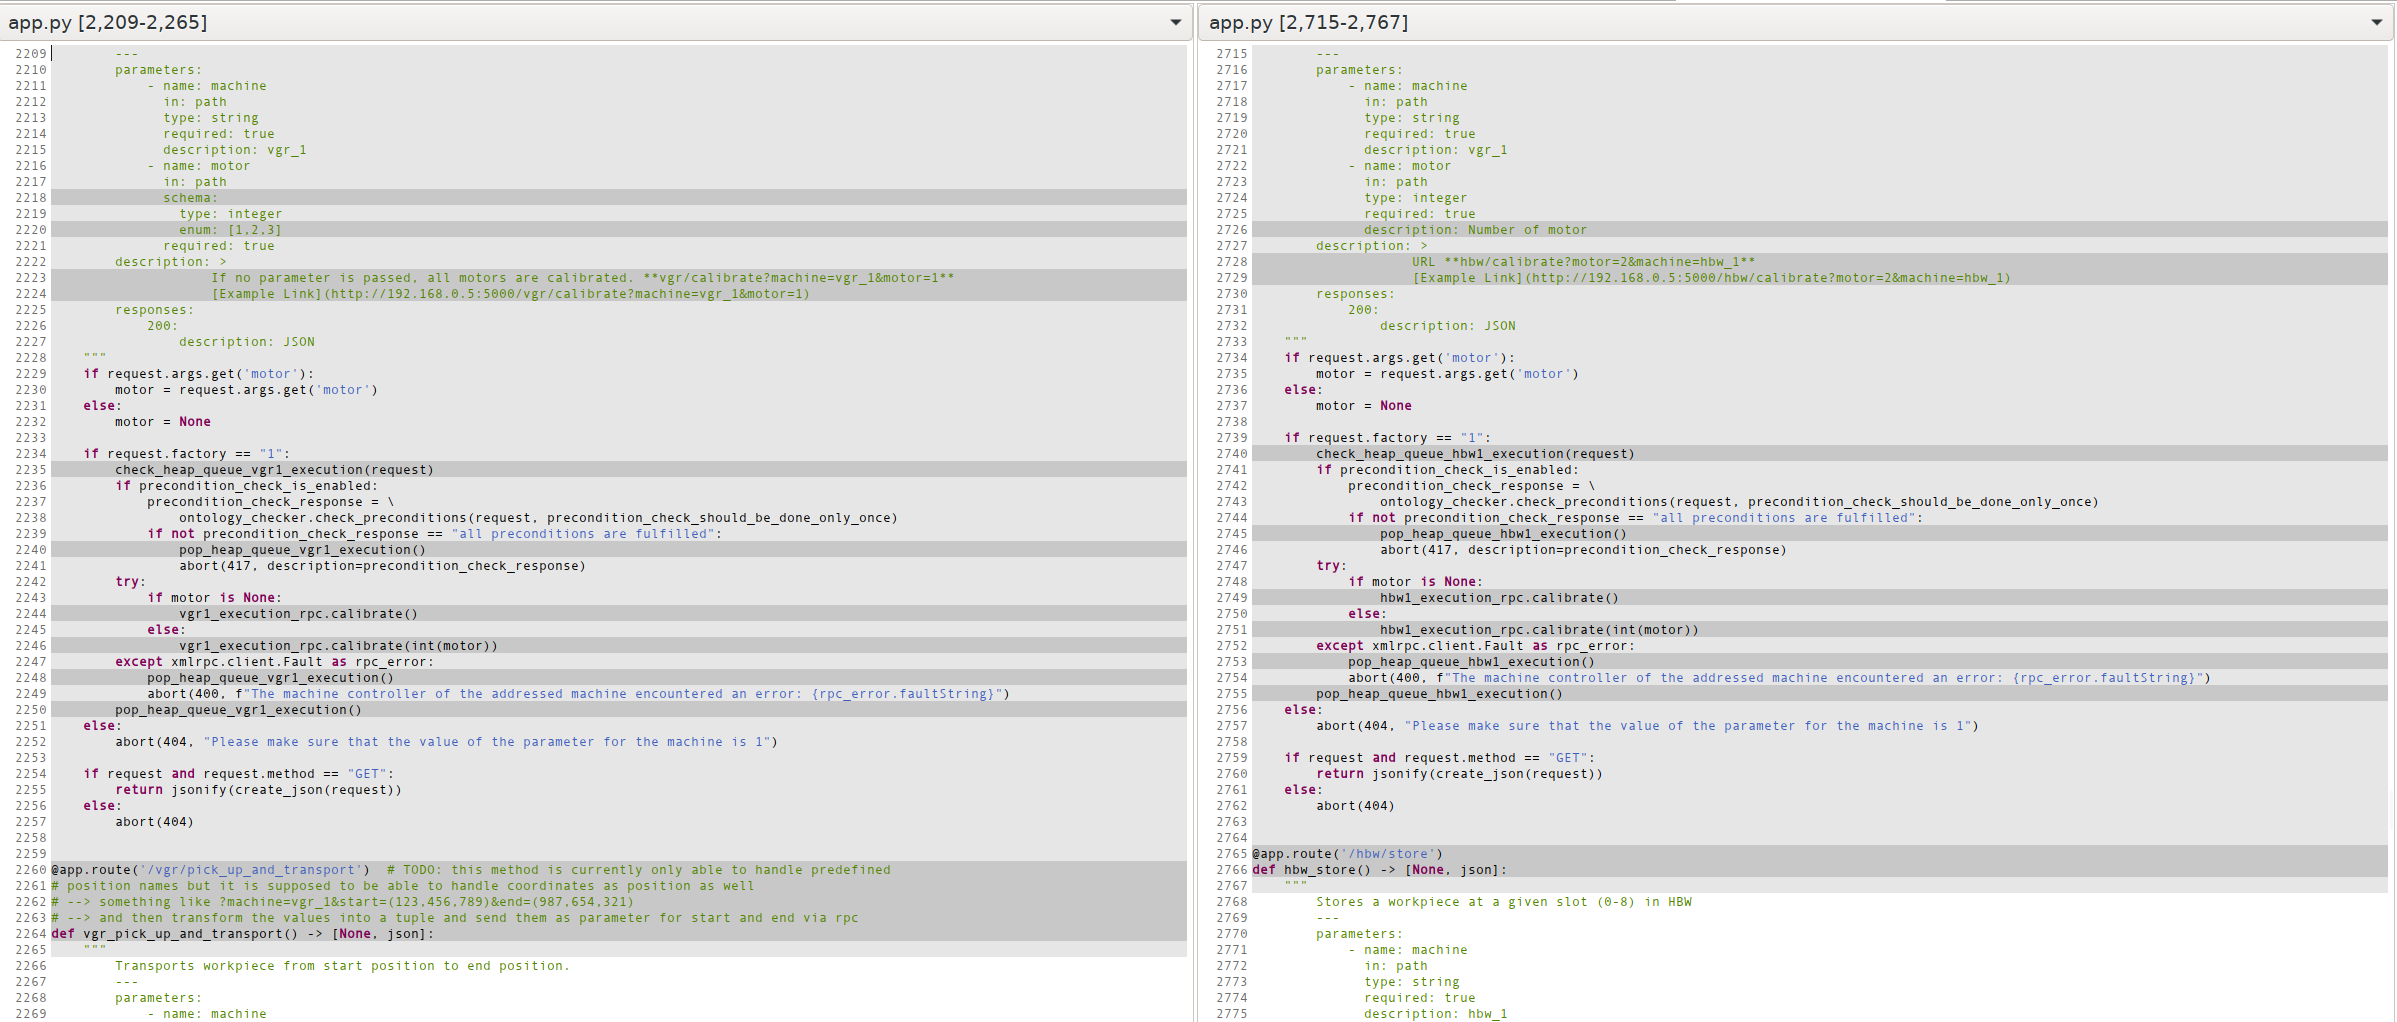 app.py [2,209-2,265]
2209 ---
2210 parameters:
2211 - name: machine
2212 in: path
2213 type: string
2214 required: true
2215 description: vgr_1
2216 - name: motor
2217 in: path
2218 schema:
2219 type: integer
2220 enum: [1,2,3]
2221 required: true
2222 description: >
2223 If no parameter is passed, all motors are calibrated. **vgr/calibrate?machine=vgr_1&motor=1**
2224 [Example Link](http://192.168.0.5:5000/vgr/calibrate?machine=vgr_1&motor=1)
2225 responses:
2226 200:
2227 description: JSON
2228 """
2229 if request.args.get('motor'):
2230 motor = request.args.get('motor')
2231 else:
2232 motor = None
2233
2234 if request.factory == "1":
2235 check_heap_queue_vgr1_execution(request)
2236 if precondition_check_is_enabled:
2237 precondition_check_response = \
2238 ontology_checker.check_preconditions(request, precondition_check_should_be_done_only_once)
2239 if not precondition_check_response == "all preconditions are fulfilled":
2240 pop_heap_queue_vgr1_execution()
2241 abort(417, description=precondition_check_response)
2242 try:
2243 if motor is None:
2244 vgr1_execution_rpc.calibrate()
2245 else:
2246 vgr1_execution_rpc.calibrate(int(motor))
2247 except xmlrpc.client.Fault as rpc_error:
2248 pop_heap_queue_vgr1_execution()
2249 abort(400, f"The machine controller of the addressed machine encountered an error: {rpc_error.faultString}")
2250 pop_heap_queue_vgr1_execution()
2251 else:
2252 abort(404, "Please make sure that the value of the parameter for the machine is 1")
2253
2254 if request and request.method == "GET":
2255 return jsonify(create_json(request))
2256 else:
2257 abort(404)
2258
2259
2260 @app.route('/vgr/pick_up_and_transport') # TODO: this method is currently only able to handle predefined
2261 # position names but it is supposed to be able to handle coordinates as position as well
2262 # --> something like ?machine=vgr_1&start=(123,456,789)&end=(987,654,321)
2263 # --> and then transform the values into a tuple and send them as parameter for start and end via rpc
2264 def vgr_pick_up_and_transport() -> [None, json]:
2265 """
2266 Transports workpiece from start position to end position.
2267 ---
2268 parameters:
2269 - name: machine
app.py [2,715-2,767]
2715 ---
2716 parameters:
2717 - name: machine
2718 in: path
2719 type: string
2720 required: true
2721 description: vgr_1
2722 - name: motor
2723 in: path
2724 type: integer
2725 required: true
2726 description: Number of motor
2727 description: >
2728 URL **hbw/calibrate?motor=2&machine=hbw_1**
2729 [Example Link](http://192.168.0.5:5000/hbw/calibrate?motor=2&machine=hbw_1)
2730 responses:
2731 200:
2732 description: JSON
2733 """
2734 if request.args.get('motor'):
2735 motor = request.args.get('motor')
2736 else:
2737 motor = None
2738
2739 if request.factory == "1":
2740 check_heap_queue_hbw1_execution(request)
2741 if precondition_check_is_enabled:
2742 precondition_check_response = \
2743 ontology_checker.check_preconditions(request, precondition_check_should_be_done_only_once)
2744 if not precondition_check_response == "all preconditions are fulfilled":
2745 pop_heap_queue_hbw1_execution()
2746 abort(417, description=precondition_check_response)
2747 try:
2748 if motor is None:
2749 hbw1_execution_rpc.calibrate()
2750 else:
2751 hbw1_execution_rpc.calibrate(int(motor))
2752 except xmlrpc.client.Fault as rpc_error:
2753 pop_heap_queue_hbw1_execution()
2754 abort(400, f"The machine controller of the addressed machine encountered an error: {rpc_error.faultString}")
2755 pop_heap_queue_hbw1_execution()
2756 else:
2757 abort(404, "Please make sure that the value of the parameter for the machine is 1")
2758
2759 if request and request.method == "GET":
2760 return jsonify(create_json(request))
2761 else:
2762 abort(404)
2763
2764
2765 @app.route('/hbw/store')
2766 def hbw_store() -> [None, json]:
2767 """
2768 Stores a workpiece at a given slot (0-8) in HBW
2769 ---
2770 parameters:
2771 - name: machine
2772 in: path
2773 type: string
2774 required: true
2775 description: hbw_1